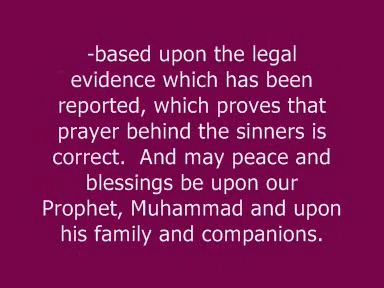 -based upon the legal
evidence which has been
reported, which proves that
prayer behind the sinners is
correct.  And may peace and
blessings be upon our
Prophet, Muhammad and upon
his family and companions.